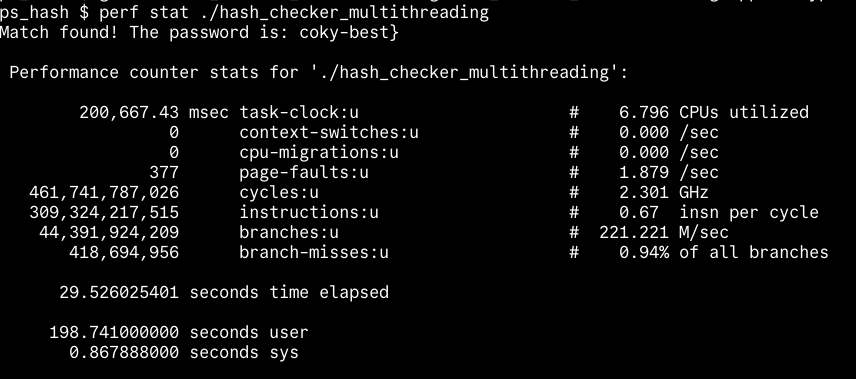 ps_hash $ perf stat ./hash_checker_multithreading
Match found! The password is: coky-best}
Performance counter stats for './hash_checker_multithreading':
200,667.43 msec task-clock:u # 6.796 CPUs utilized
0 context-switches:u # 0.000 /sec
0 cpu-migrations:u # 0.000 /sec
377 page-faults:u # 1.879 /sec
461,741,787,026 cycles:u # 2.301 GHz
309,324,217,515 instructions:u # 0.67 insn per cycle
44,391,924,209 branches:u # 221.221 M/sec
418,694,956 branch-misses:u # 0.94% of all branches
29.526025401 seconds time elapsed
198.741000000 seconds user
0.867888000 seconds sys